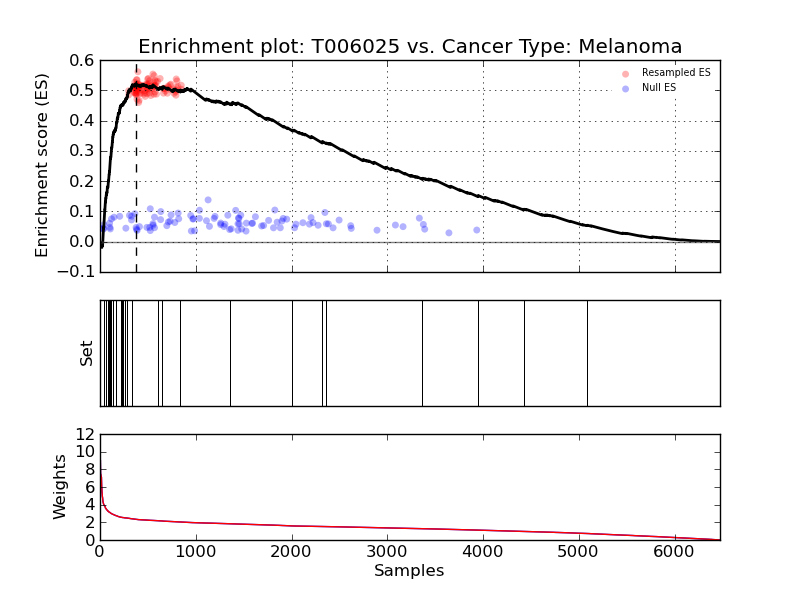 Enrichment plot: T006025 vs. Cancer Type: Melanoma
Enrichment score (ES)
0.6
0.5
0.4
0.3
0.2
0.1
0.0
−0.1
Resampled ES
Null ES
Set
Weights
12
10
8
6
4
2
0
0 1000 2000 3000 4000 5000 6000
Samples